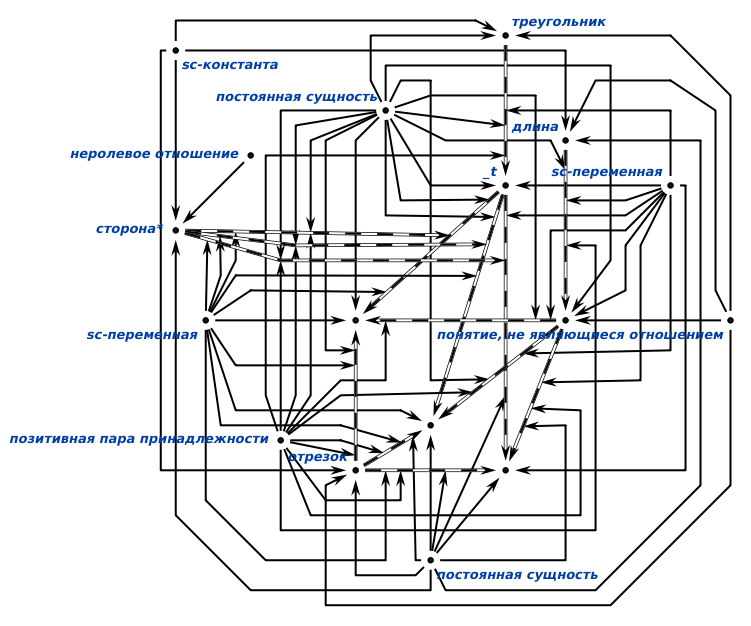 треугольник
sc-константа
постоянная сущность
длина
неролевое отношение
_t
sc-переменная
сторона*
sc-переменная
понятие, не являющиеся отношением
позитивная пара принадлежности
отрезок
постоянная сущность